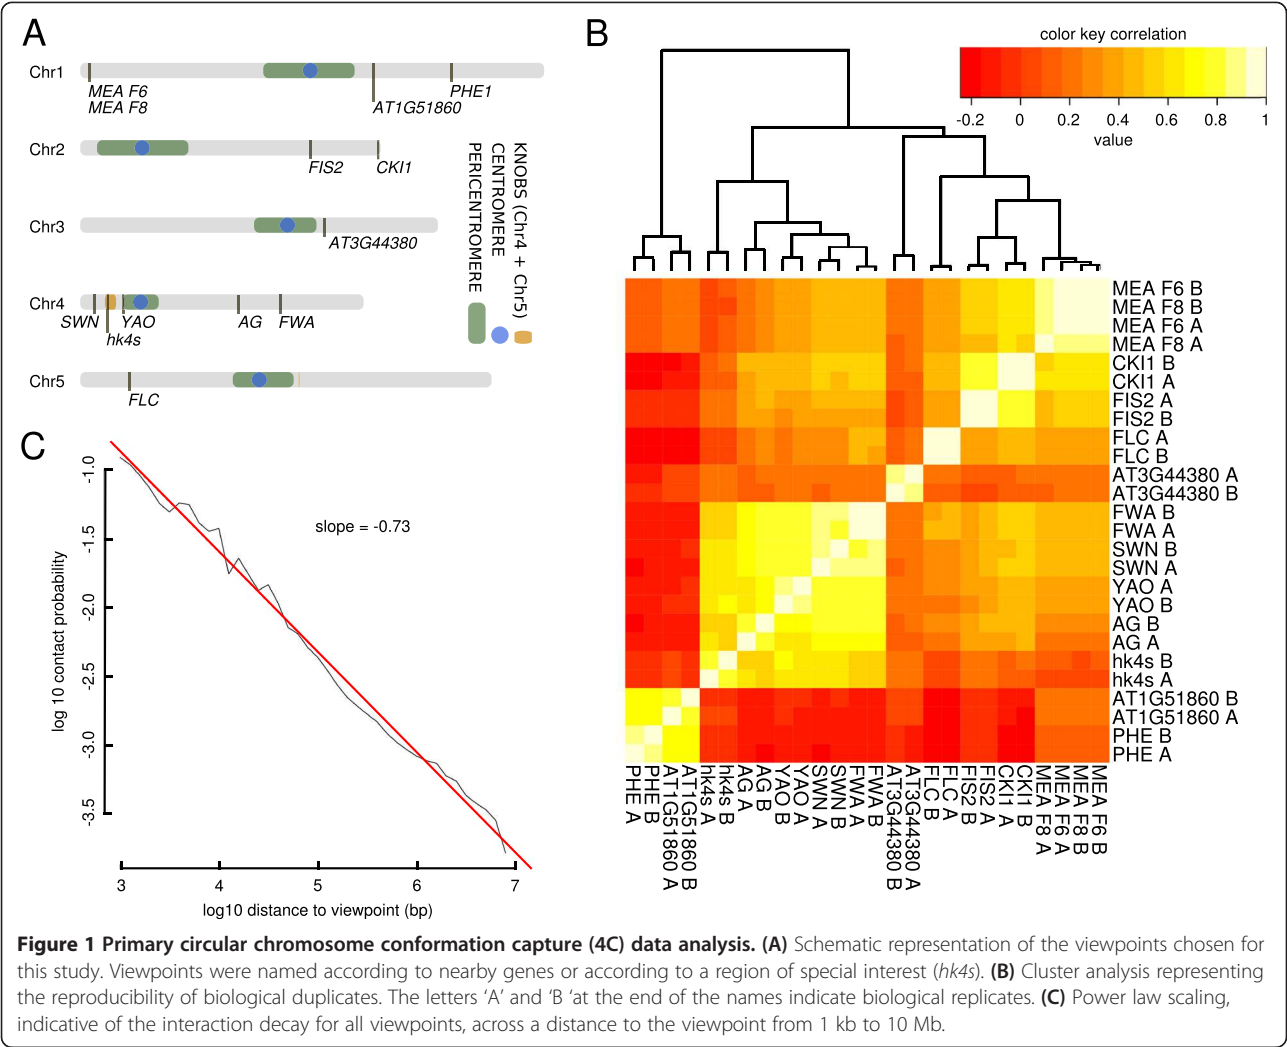 A
Chr1
MEA F6
MEA F8
AT1G51860
PHE1
Chr2
FIS2
CKI1
Chr3
AT3G44380
Chr4
SWN
hk4s
YAO
AG
FWA
Chr5
FLC
KNOBS (Chr4 + Chr5)
CENTROMERE
PERICENTROMERE
B
color key correlation
-0.2
0
0.2
0.4
0.6
0.8
1
value
MEA F6 B
MEA F8 B
MEA F6 A
MEA F8 A
CKI1 B
CKI1 A
FIS2 A
FIS2 B
FLC A
FLC B
AT3G44380 A
AT3G44380 B
FWA B
FWA A
SWN B
SWN A
YAO A
YAO B
AG B
AG A
hk4s B
hk4s A
AT1G51860 B
AT1G51860 A
PHE B
PHE A
PHE A
PHE B
AT1G51860 A
AT1G51860 B
hk4s A
hk4s B
AG A
AG B
YAO B
YAO A
SWN A
SWN B
FWA A
FWA B
AT3G44380 B
AT3G44380 A
FLC B
FLC A
FIS2 B
FIS2 A
CKI1 A
CKI1 B
MEA F8 A
MEA F6 A
MEA F8 B
MEA F6 B
C
log 10 contact probability
-1.0
-1.5
-2.0
-2.5
-3.0
-3.5
slope = -0.73
3
4
5
6
7
log10 distance to viewpoint (bp)
Figure 1 Primary circular chromosome conformation capture (4C) data analysis. (A) Schematic representation of the viewpoints chosen for
this study. Viewpoints were named according to nearby genes or according to a region of special interest (hk4s). (B) Cluster analysis representing
the reproducibility of biological duplicates. The letters ‘A’ and ‘B ‘at the end of the names indicate biological replicates. (C) Power law scaling,
indicative of the interaction decay for all viewpoints, across a distance to the viewpoint from 1 kb to 10 Mb.